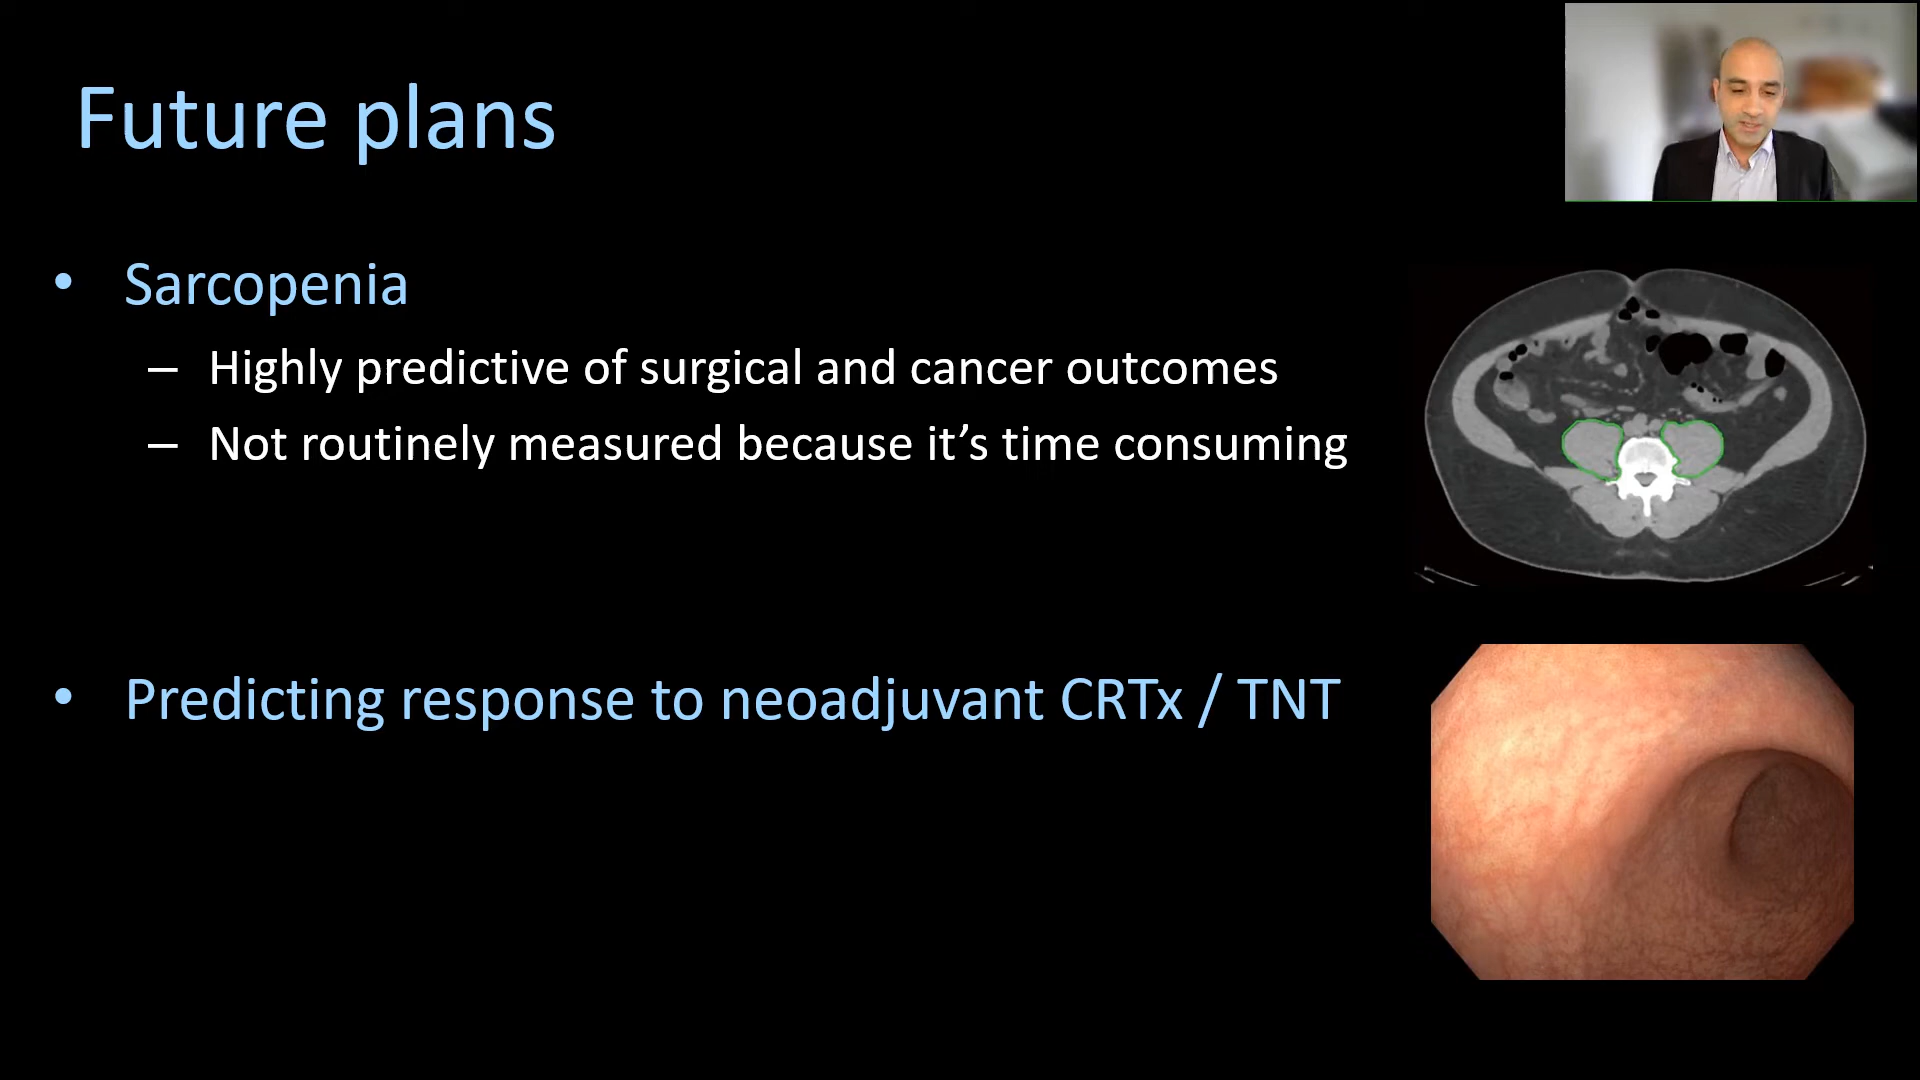 Future plans
• Sarcopenia
– Highly predictive of surgical and cancer outcomes
– Not routinely measured because it’s time consuming
• Predicting response to neoadjuvant CRTx / TNT